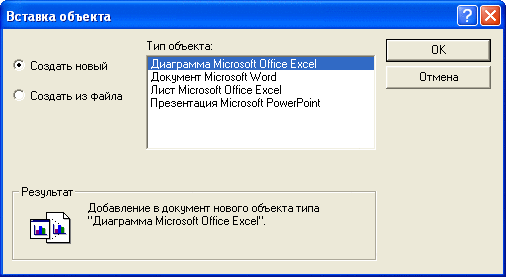 Вставка объекта
Создать новый
Создать из файла
Тип объекта:
Диаграмма Microsoft Office Excel
Документ Microsoft Word
Лист Microsoft Office Excel
Презентация Microsoft PowerPoint
OK
Отмена
Результат
Добавление в документ нового объекта типа
"Диаграмма Microsoft Office Excel".